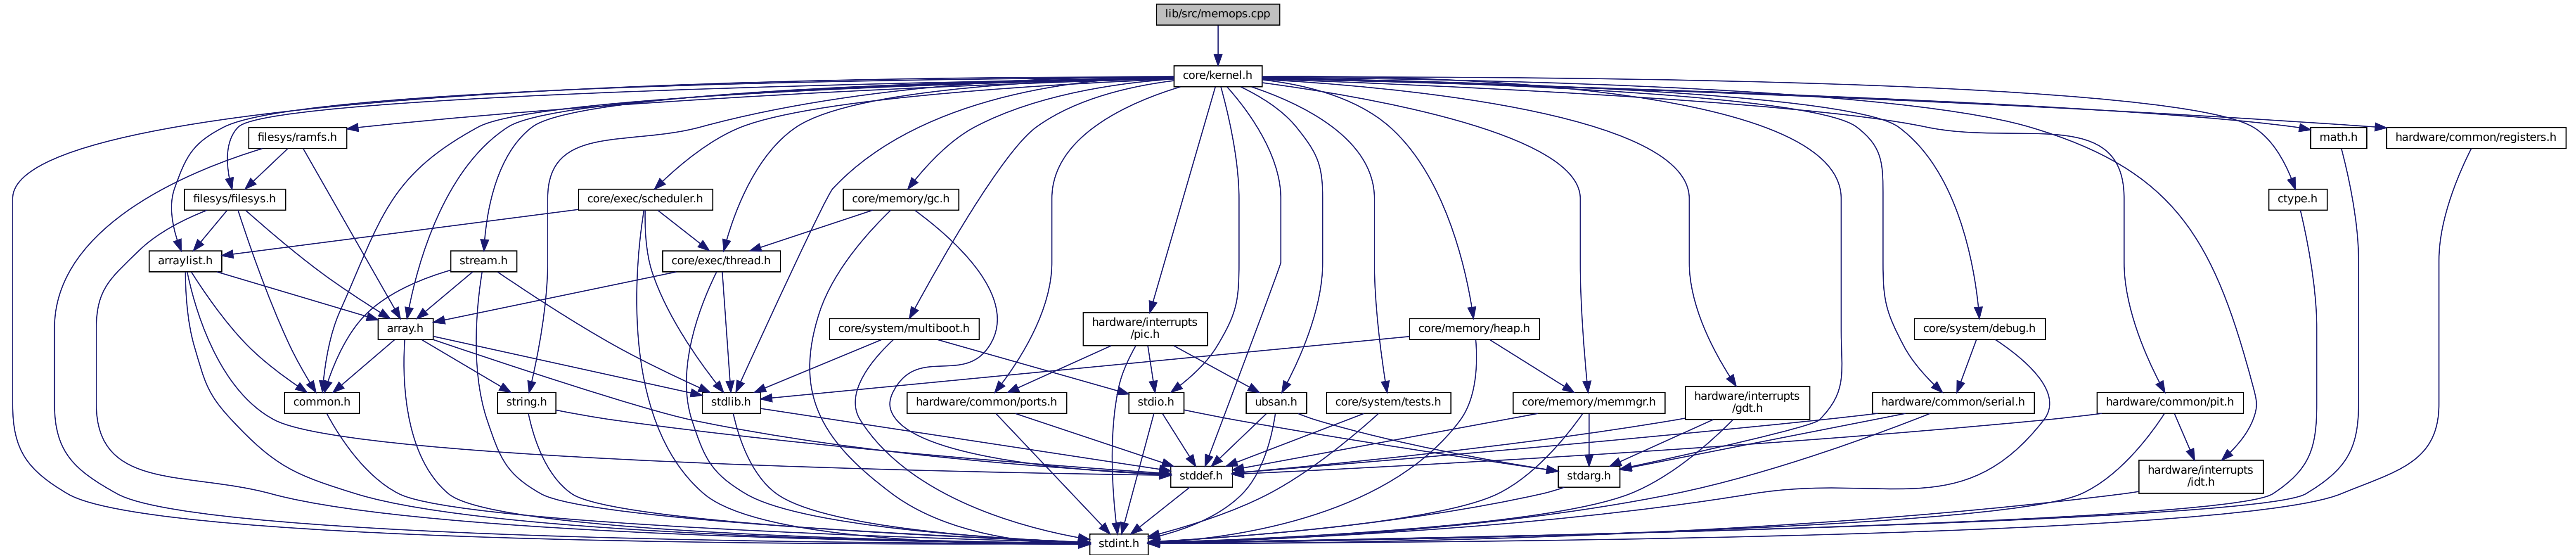 lib/src/memops.cpp
core/kernel.h
filesys/ramfs.h
math.h
hardware/common/registers.h
filesys/filesys.h
core/exec/scheduler.h
core/memory/gc.h
ctype.h
arraylist.h
stream.h
core/exec/thread.h
array.h
core/system/multiboot.h
hardware/interrupts
/pic.h
core/memory/heap.h
core/system/debug.h
common.h
string.h
stdlib.h
hardware/common/ports.h
stdio.h
ubsan.h
core/system/tests.h
core/memory/memmgr.h
hardware/interrupts
/gdt.h
hardware/common/serial.h
hardware/common/pit.h
stddef.h
stdarg.h
hardware/interrupts
/idt.h
stdint.h